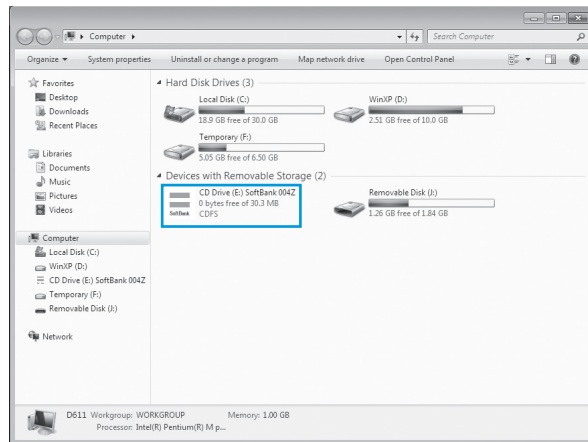 Computer
Search Computer
Organize
System properties
Uninstall or change a program
Map network drive
Open Control Panel
Favorites
Desktop
Downloads
Recent Places
Libraries
Documents
Music
Pictures
Videos
Computer
Local Disk (C:)
WinXP (D:)
CD Drive (E:) SoftBank 004Z
Temporary (F:)
Removable Disk (J:)
Network
Hard Disk Drives (3)
Local Disk (C:)
18.9 GB free of 30.0 GB
WinXP (D:)
2.51 GB free of 10.0 GB
Temporary (F:)
5.05 GB free of 6.50 GB
Devices with Removable Storage (2)
CD Drive (E:) SoftBank 004Z
0 bytes free of 30.3 MB
SoftBank
CDFS
Removable Disk (J:)
1.26 GB free of 1.84 GB
D611 Workgroup: WORKGROUP Memory: 1.00 GB
Processor: Intel(R) Pentium(R) M p...